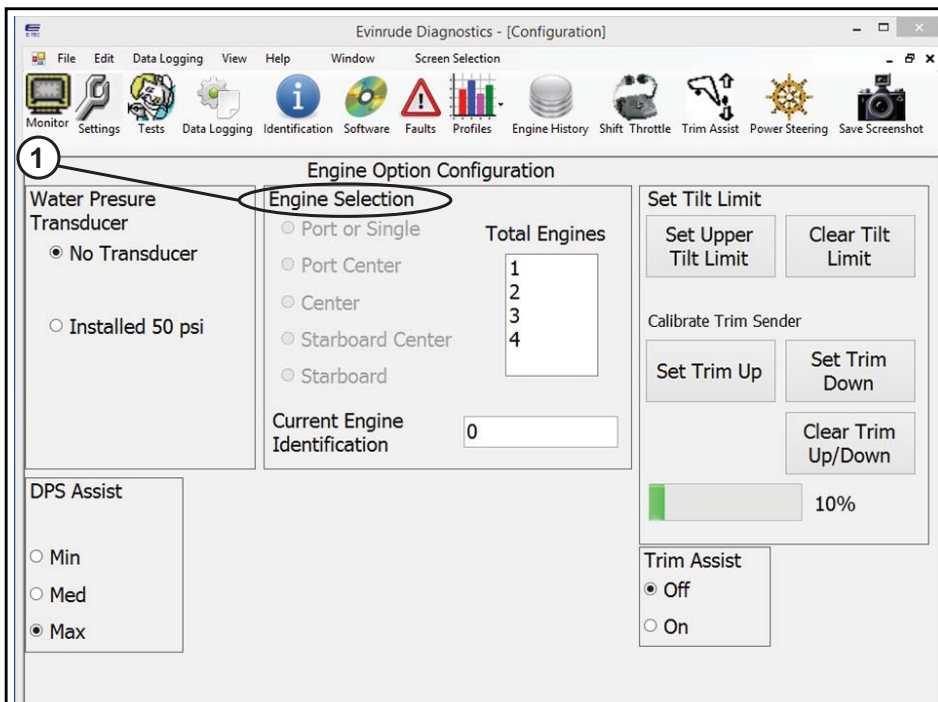 Evinrude Diagnostics - [Configuration]
E-TEC
File Edit Data Logging View Help Window Screen Selection
Monitor Settings Tests Data Logging Identification Software Faults Profiles Engine History Shift Throttle Trim Assist Power Steering Save Screenshot
1
Engine Option Configuration
Water Presure
Transducer
No Transducer
Installed 50 psi
Engine Selection
Port or Single
Port Center
Center
Starboard Center
Starboard
Total Engines
1
2
3
4
Current Engine
Identification
0
Set Tilt Limit
Set Upper
Tilt Limit
Clear Tilt
Limit
Calibrate Trim Sender
Set Trim Up
Set Trim
Down
Clear Trim
Up/Down
10%
DPS Assist
Min
Med
Max
Trim Assist
Off
On